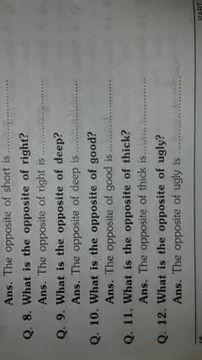 Ans. The opposite of short is ....................
Q. 8. What is the opposite of right?
Ans. The opposite of right is ....................
Q. 9. What is the opposite of deep?
Ans. The opposite of deep is ....................
Q. 10. What is the opposite of good?
Ans. The opposite of good is ....................
Q. 11. What is the opposite of thick?
Ans. The opposite of thick is ....................
Q. 12. What is the opposite of ugly?
Ans. The opposite of ugly is ....................